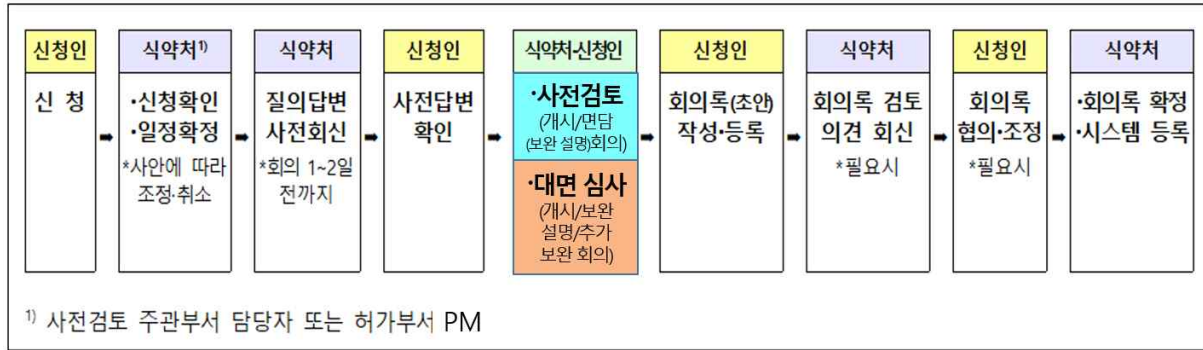 신청인
신 청
식약처1)
·신청확인
·일정확정
*사안에 따라
조정·취소
식약처
질의답변
사전회신
*회의 1~2일
전까지
신청인
사전답변
확인
식약처-신청인
·사전검토
(개시/면담
(보완 설명)회의)
·대면 심사
(개시/보완
설명/추가
보완 회의)
신청인
회의록(초안)
작성·등록
식약처
회의록 검토
의견 회신
*필요시
신청인
회의록
협의·조정
*필요시
식약처
·회의록 확정
·시스템 등록
1) 사전검토 주관부서 담당자 또는 허가부서 PM